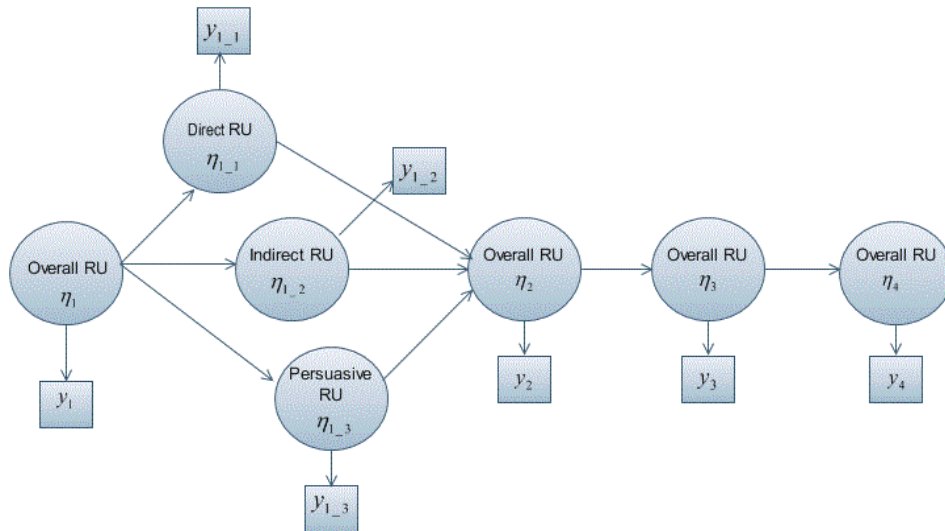 y₁_₁
Direct RU
η₁_₁
y₁_₂
Overall RU
η₁
Indirect RU
η₁_₂
Overall RU
η₂
Overall RU
η₃
Overall RU
η₄
y₁
Persuasive
RU
η₁_₃
y₂
y₃
y₄
y₁_₃